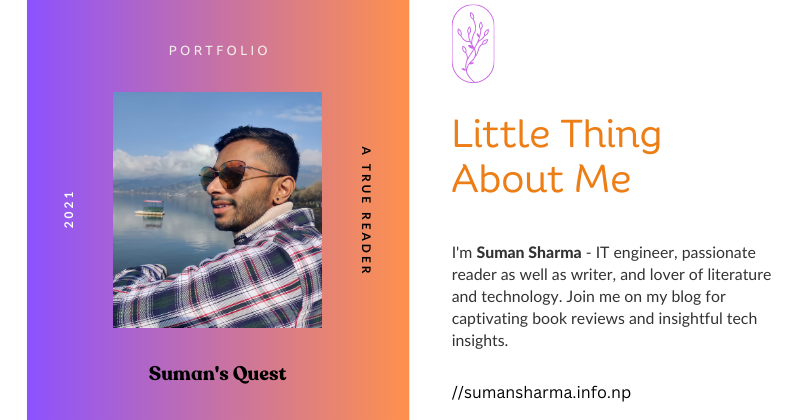 PORTFOLIO
2021
A TRUE READER
Suman's Quest
Little Thing
About Me
I'm Suman Sharma - IT engineer, passionate
reader as well as writer, and lover of literature
and technology. Join me on my blog for
captivating book reviews and insightful tech
insights.
//sumansharma.info.np